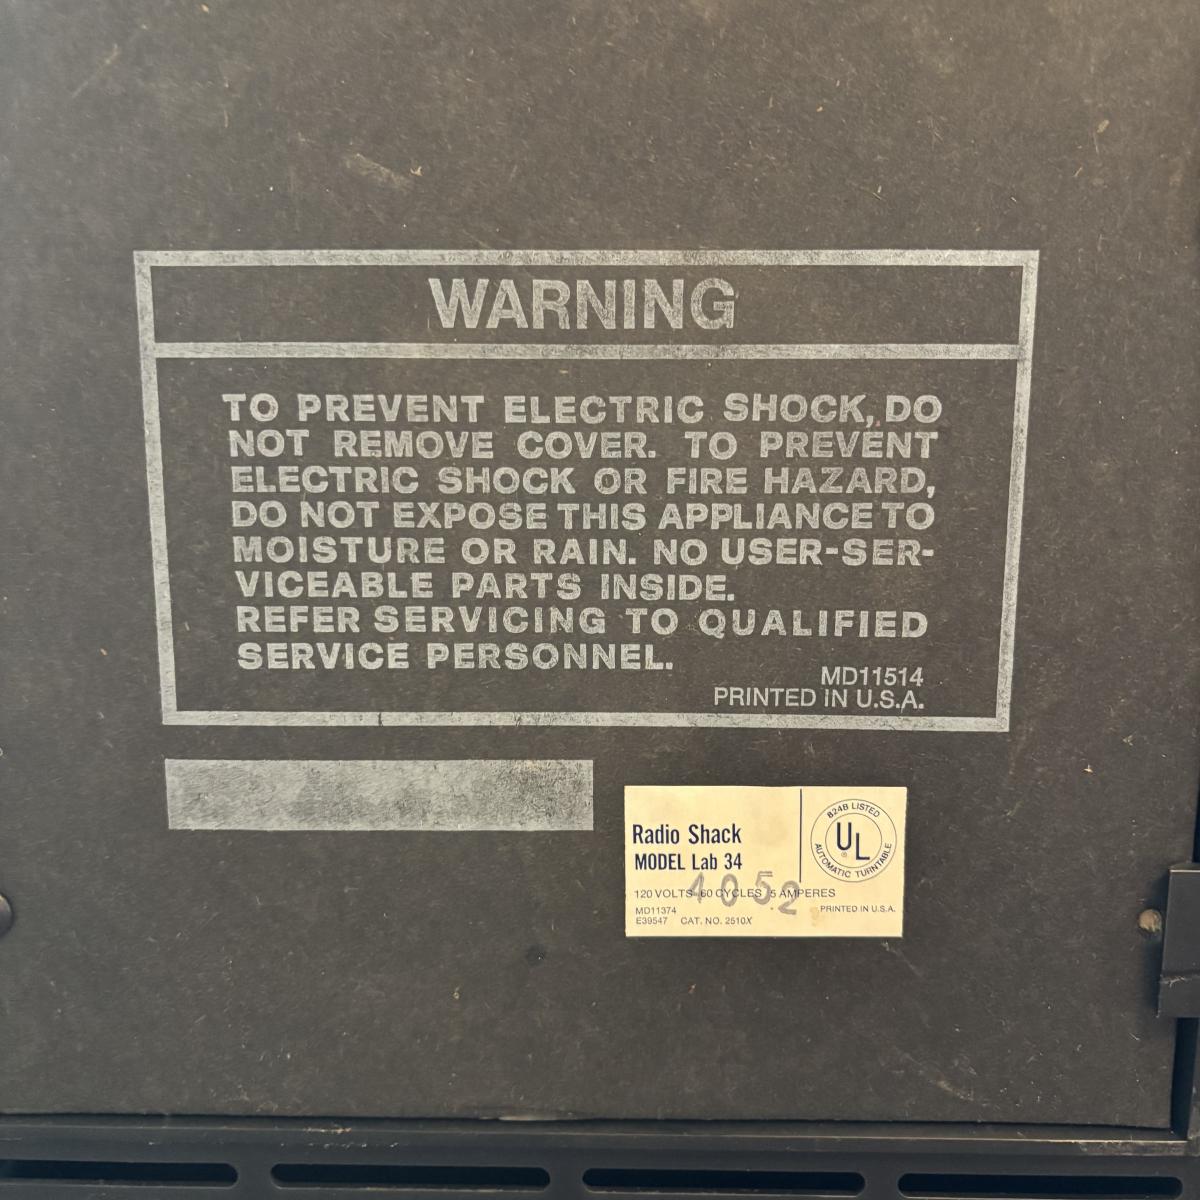 WARNING
TO PREVENT ELECTRIC SHOCK, DO
NOT REMOVE COVER. TO PREVENT
ELECTRIC SHOCK OR FIRE HAZARD,
DO NOT EXPOSE THIS APPLIANCE TO
MOISTURE OR RAIN. NO USER-SER-
VICEABLE PARTS INSIDE.
REFER SERVICING TO QUALIFIED
SERVICE PERSONNEL.
MD11514
PRINTED IN U.S.A.
Radio Shack
MODEL Lab 34
824B LISTED
UL
®
AUTOMATIC TURNTABLE
4052
120 VOLTS-60 CYCLES .5 AMPERES
MD11374
PRINTED IN U.S.A.
E39547 CAT. NO. 2510X